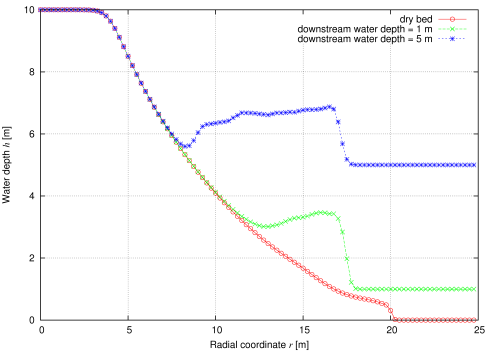 10
8
6
4
2
0
Water depth h [m]
dry bed
downstream water depth = 1 m
downstream water depth = 5 m
0 5 10 15 20 25
Radial coordinate r [m]